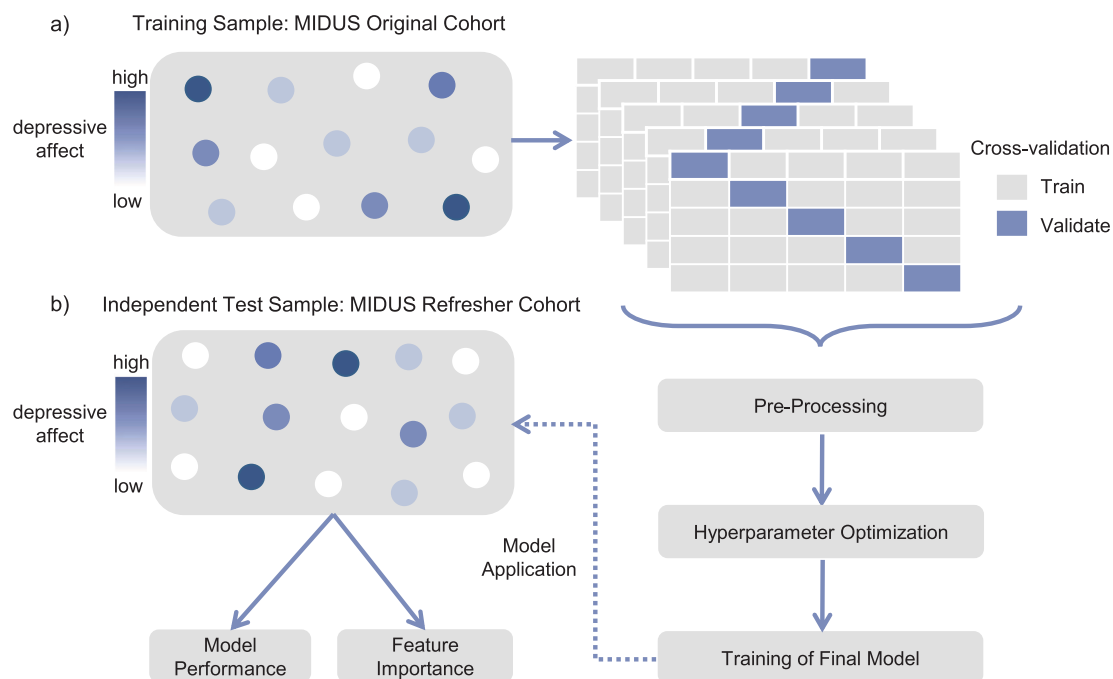 a)
Training Sample: MIDUS Original Cohort
high
depressive
affect
low
Cross-validation
Train
Validate
b)
Independent Test Sample: MIDUS Refresher Cohort
high
depressive
affect
low
Pre-Processing
Hyperparameter Optimization
Model
Application
Training of Final Model
Model
Performance
Feature
Importance